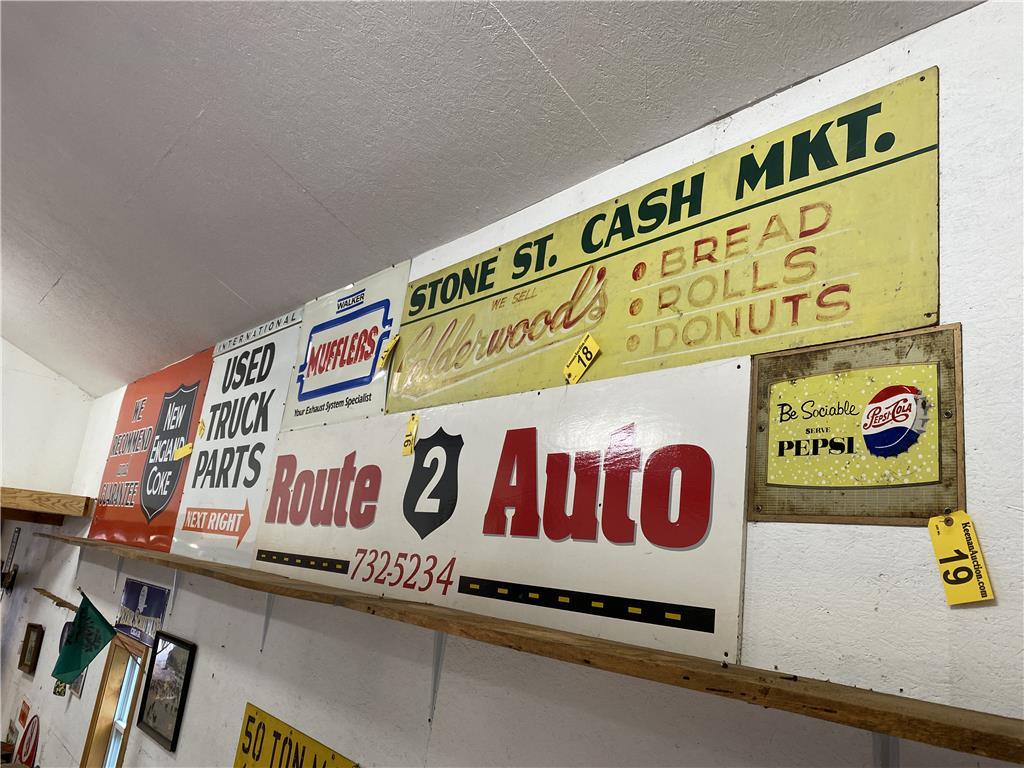 STONE ST. CASH MKT.
WE SELL
Calderwood's
BREAD
ROLLS
DONUTS
18
WALKER
MUFFLERS
Your Exhaust System Specialist
INTERNATIONAL
USED
TRUCK
PARTS
NEXT RIGHT
WE
RECOMMEND
GUARANTEE
NEW
ENGLAND
COKE
Route 2 Auto
732-5234
Be Sociable
SERVE
PEPSI
PEPSI-COLA
KeenanAuction.com
19
50 TON